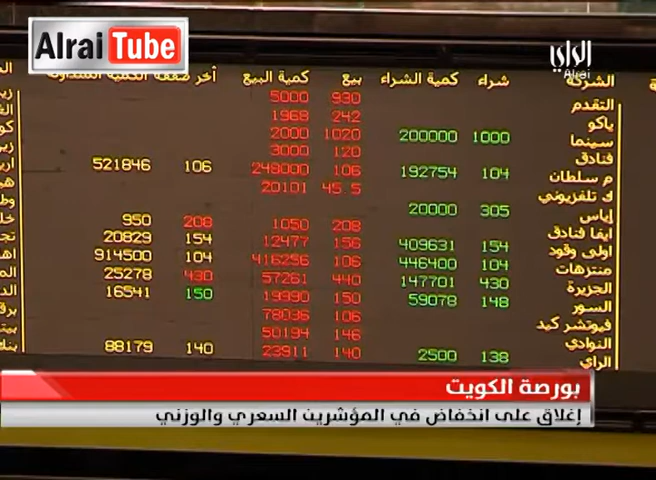 Alrai Tube
الراي
Alrai
الشركة شراء كمية الشراء بيع كمية البيع آخر صفقة الكمية المتداولة
التقدم 930 5000
ياكو 242 1968
سينما 1000 200000 1020 2000
فنادق 120 3000
م سلطان 104 192754 106 248000 106 521846
ك تلفزيوني 45.5 20101
إياس 305 20000
ايفا فنادق 208 1050 208 950
اولى وقود 154 409631 156 12477 154 20829
منتزهات 104 446400 106 416296 104 914500
الجزيرة 430 147701 440 57261 430 25278
السور 148 59078 150 19990 150 16541
فيوتشر كيد 106 78036
النوادي 146 50194
الراي 138 2500 140 23911 140 88179
بورصة الكويت
إغلاق على انخفاض في المؤشرين السعري والوزني